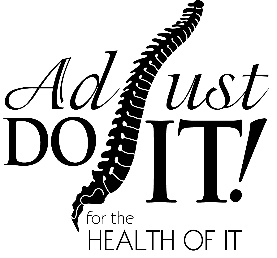 Adjust
DO IT!
for the
HEALTH OF IT